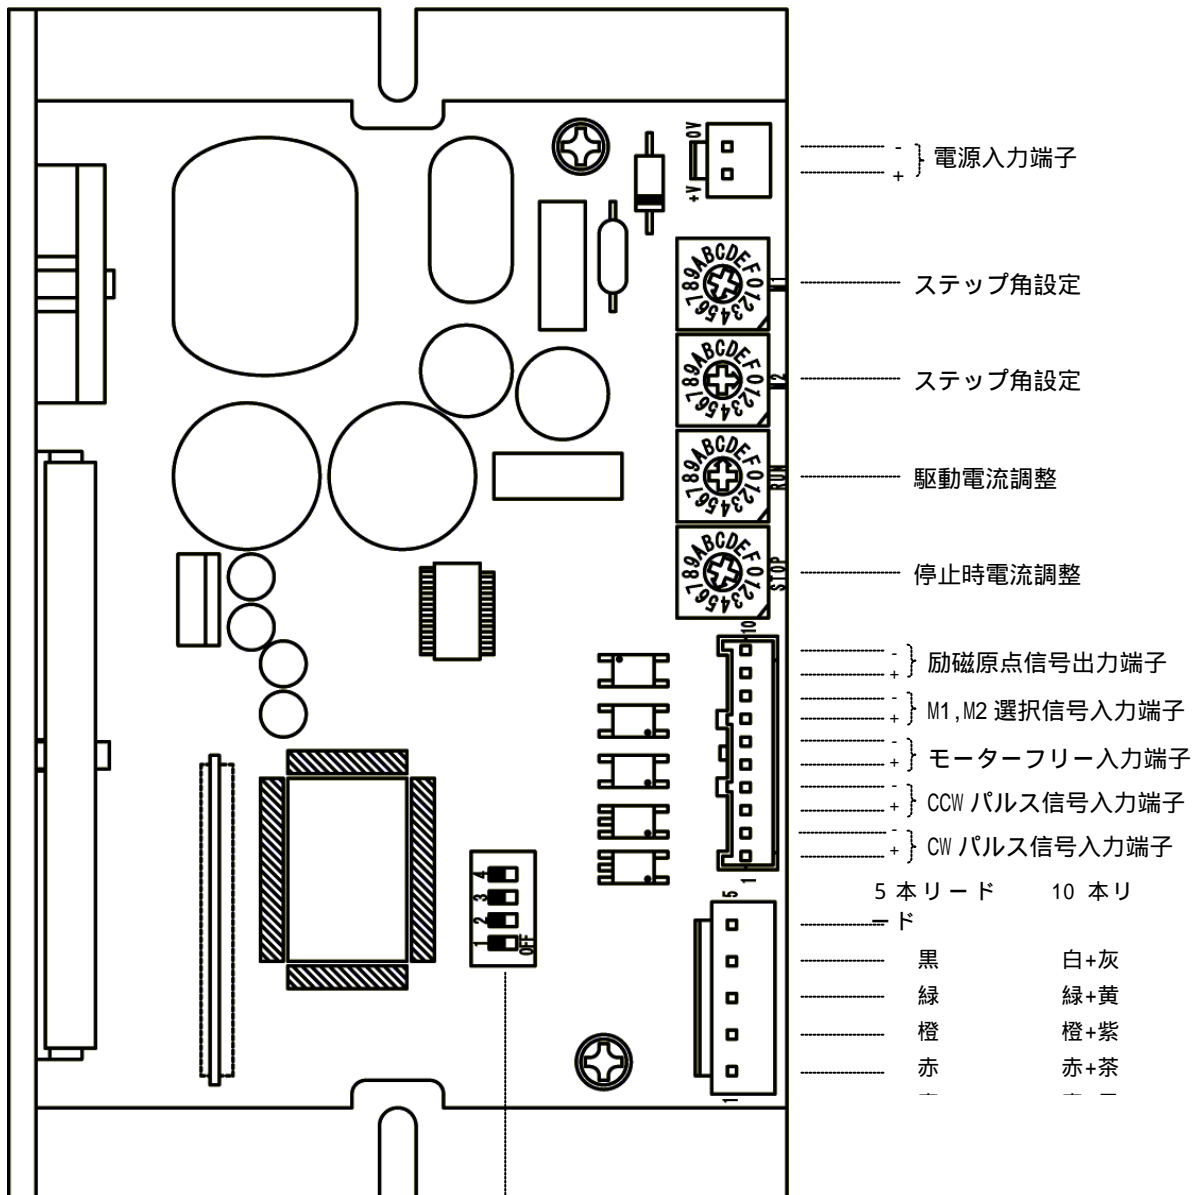 0V
-
電源入力端子
+
+V
M1
ステップ角設定
0123456789ABCDEF
M2
ステップ角設定
0123456789ABCDEF
RUN
駆動電流調整
0123456789ABCDEF
STOP
停止時電流調整
0123456789ABCDEF
10
-
励磁原点信号出力端子
+
-
M1,M2 選択信号入力端子
+
-
モーターフリー入力端子
+
-
CCW パルス信号入力端子
+
-
CW パルス信号入力端子
+
1
5 本リード 10 本リ
ード
5
4
3
2
1
OFF
黒 白+灰
緑 緑+黄
橙 橙+紫
赤 赤+茶
1